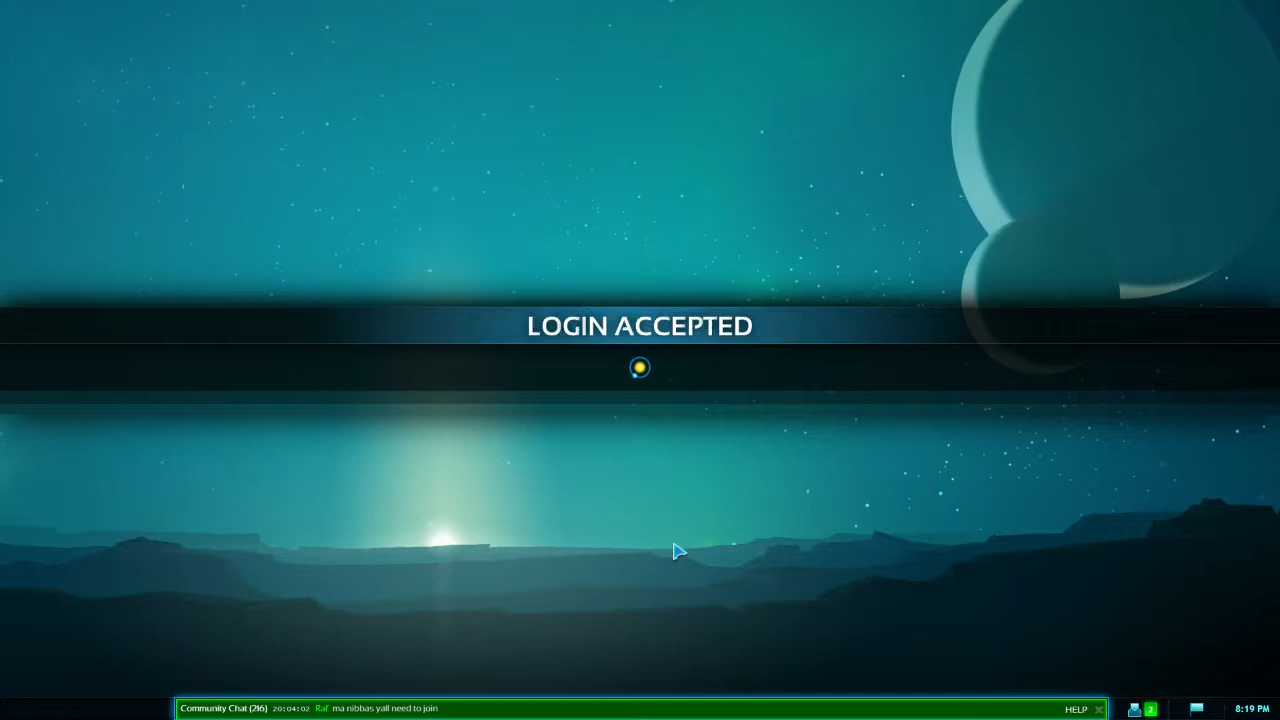 LOGIN ACCEPTED
Community Chat (216) 20:04:02 Raf ma nibbas yall need to join HELP 2 8:19 PM